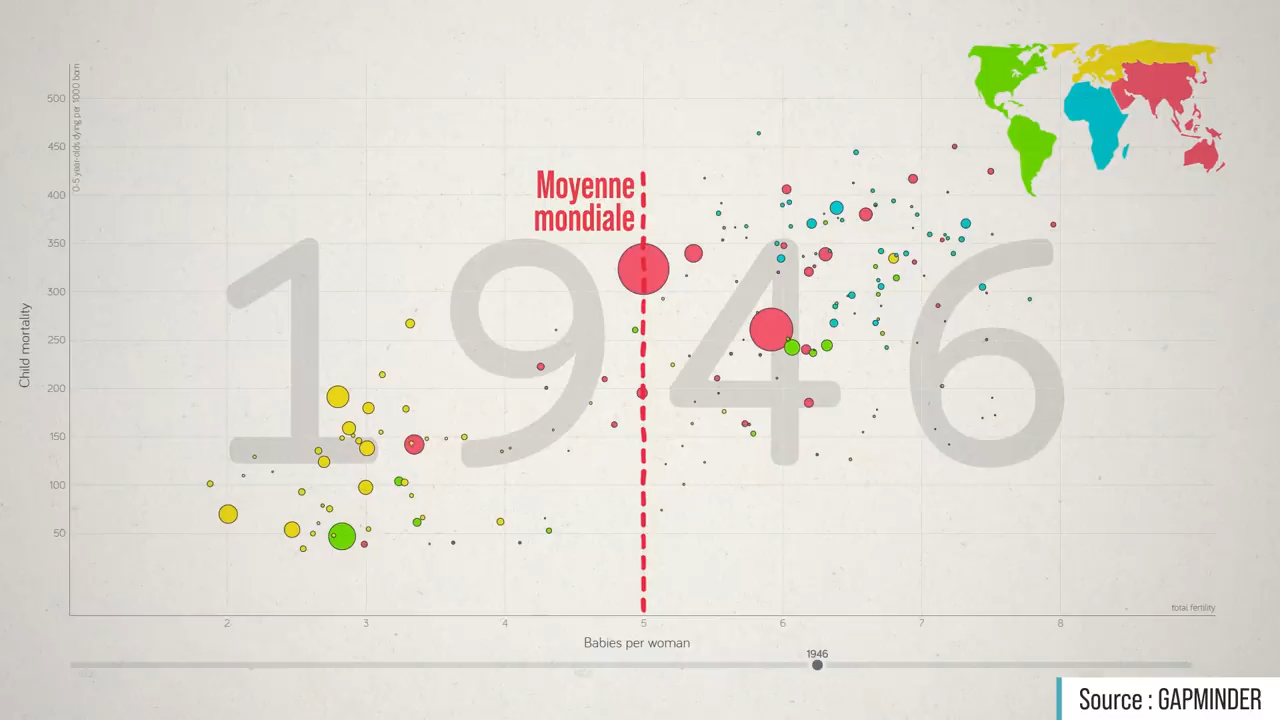 0-5 year-olds dying per 1000 born
500
450
400
350
300
250
200
150
100
50
Child mortality
Moyenne
mondiale
1946
total fertility
2
3
4
5
6
7
8
Babies per woman
1946
Source : GAPMINDER